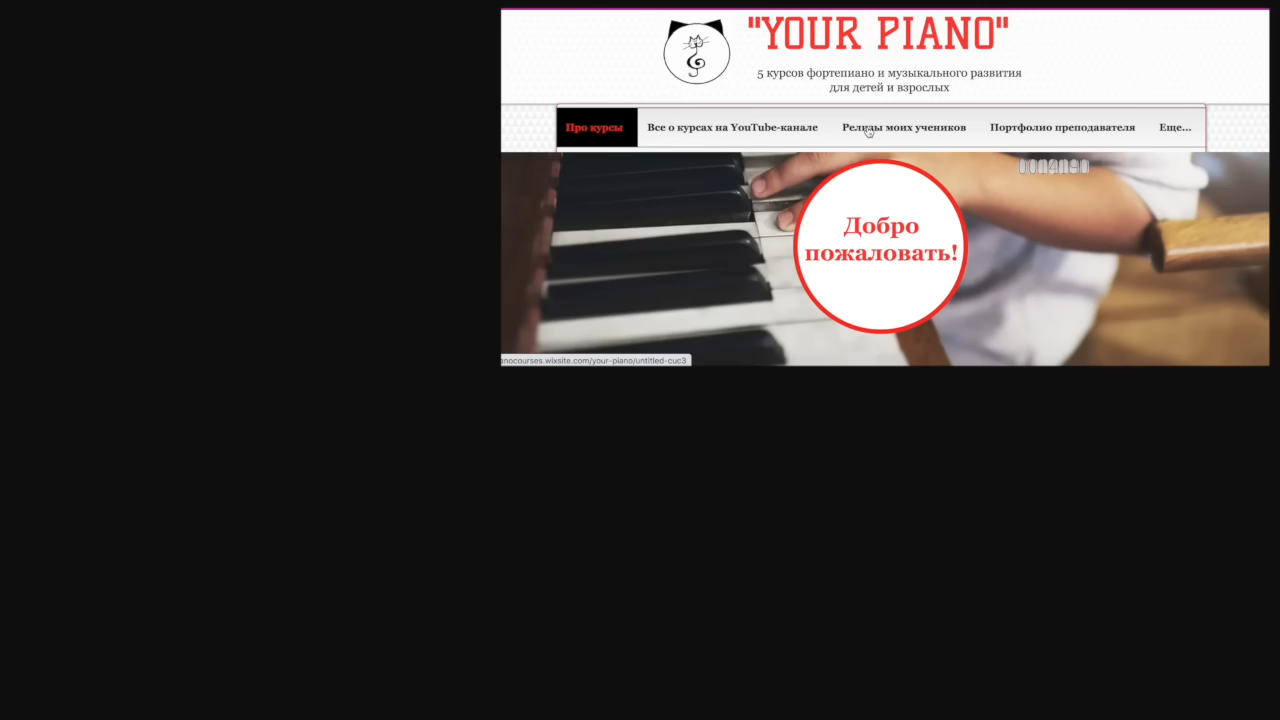 "YOUR PIANO"
5 курсов фортепиано и музыкального развития
для детей и взрослых
Про курсы
Все о курсах на YouTube-канале
Релизы моих учеников
Портфолио преподавателя
Еще...
Добро
пожаловать!
nocourses.wixsite.com/your-piano/untitled-cuc3